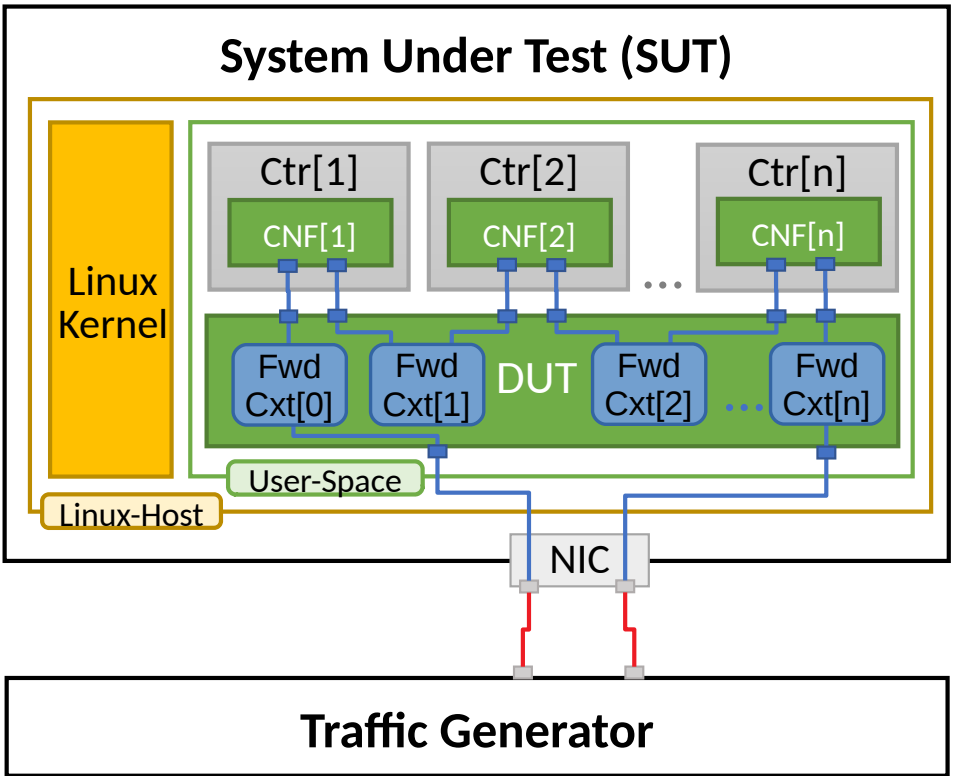 System Under Test (SUT)
Ctr[1]
Ctr[2]
Ctr[n]
CNF[1]
CNF[2]
CNF[n]
...
Linux
Kernel
Fwd
Cxt[0]
Fwd
Cxt[1]
DUT
Fwd
Cxt[2]
...
Fwd
Cxt[n]
User-Space
Linux-Host
NIC
Traffic Generator